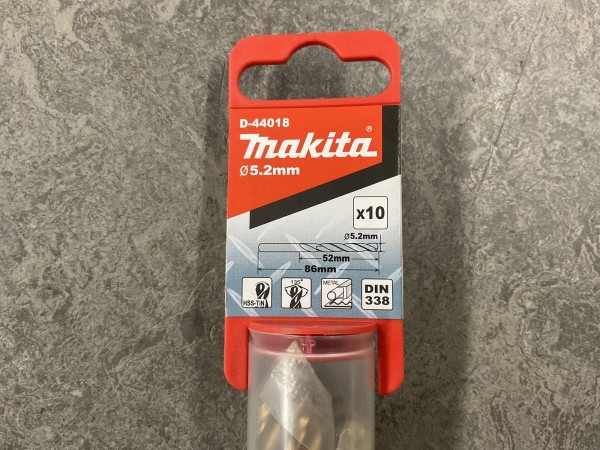 D-44018
makita®
Ø5.2mm
x10
Ø5.2mm
52mm
86mm
HSS-TiN
135°
METAL
DIN
338